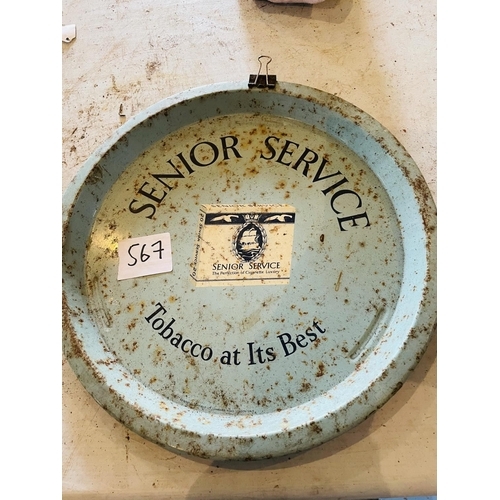 SENIOR SERVICE
567
SENIOR SERVICE
The Perfection of Cigarette Luxury
Tobacco at Its Best